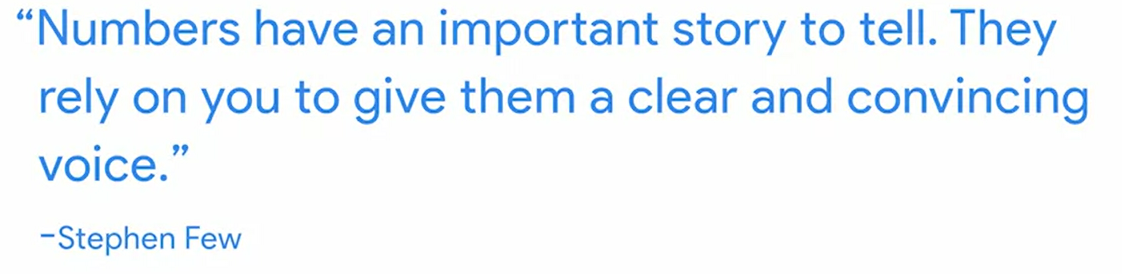 “Numbers have an important story to tell. They
rely on you to give them a clear and convincing
voice.”
–Stephen Few